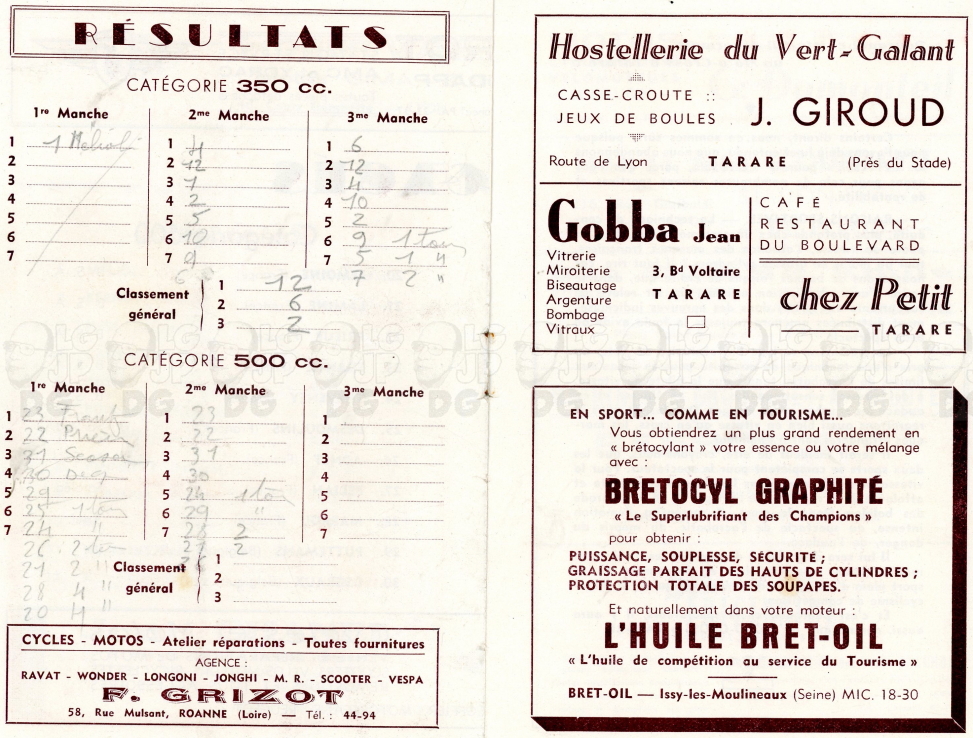 RÉSULTATS
CATÉGORIE 350 cc.
1re Manche
1 1
2
3
4
5
6
7
2me Manche
1 4
2 12
3 1
4 2
5 5
6 10
7 9
6
3me Manche
1 6
2 12
3 4
4 10
5 2
6 9 1 tour
7 5 1 "
7 2 "
Classement général
1 12
2 6
3 2
CATÉGORIE 500 cc.
1re Manche
1 23
2 22
3 31
4 30
5 29
6 25 1 tour
7 24 "
26 2 tour
21 2 "
28 4 "
20 4 "
2me Manche
1 23
2 22
3 31
4 30
5 24 1 tour
6 29 "
7 28 2
2
3me Manche
1
2
3
4
5
6
7
Classement général
1
2
3
CYCLES - MOTOS - Atelier réparations - Toutes fournitures
AGENCE :
RAVAT - WONDER - LONGONI - JONGHI - M. R. - SCOOTER - VESPA
F. GRIZOT
58, Rue Mulsant, ROANNE (Loire) — Tél. : 44-94
Hostellerie du Vert-Galant
CASSE-CROUTE ::
JEUX DE BOULES
J. GIROUD
Route de Lyon TARARE (Près du Stade)
Gobba Jean
Vitrerie
Miroiterie
Biseautage
Argenture
Bombage
Vitraux
3, Bd Voltaire
TARARE
CAFÉ
RESTAURANT
DU BOULEVARD
chez Petit
TARARE
EN SPORT... COMME EN TOURISME...
Vous obtiendrez un plus grand rendement en
« brétocylant » votre essence ou votre mélange
avec :
BRETOCYL GRAPHITÉ
« Le Superlubrifiant des Champions »
pour obtenir :
PUISSANCE, SOUPLESSE, SÉCURITÉ ;
GRAISSAGE PARFAIT DES HAUTS DE CYLINDRES ;
PROTECTION TOTALE DES SOUPAPES.
Et naturellement dans votre moteur :
L'HUILE BRET-OIL
« L'huile de compétition au service du Tourisme »
BRET-OIL — Issy-les-Moulineaux (Seine) MIC. 18-30
LG
JP
DG